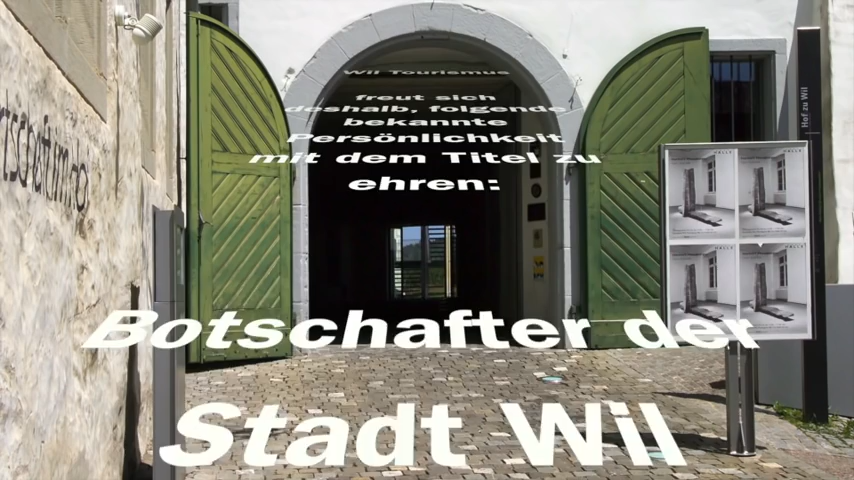 Wil Tourismus
freut sich
deshalb, folgende
bekannte
Persönlichkeit
mit dem Titel zu
ehren:
Botschafter der
Stadt Wil
Hof zu Wil